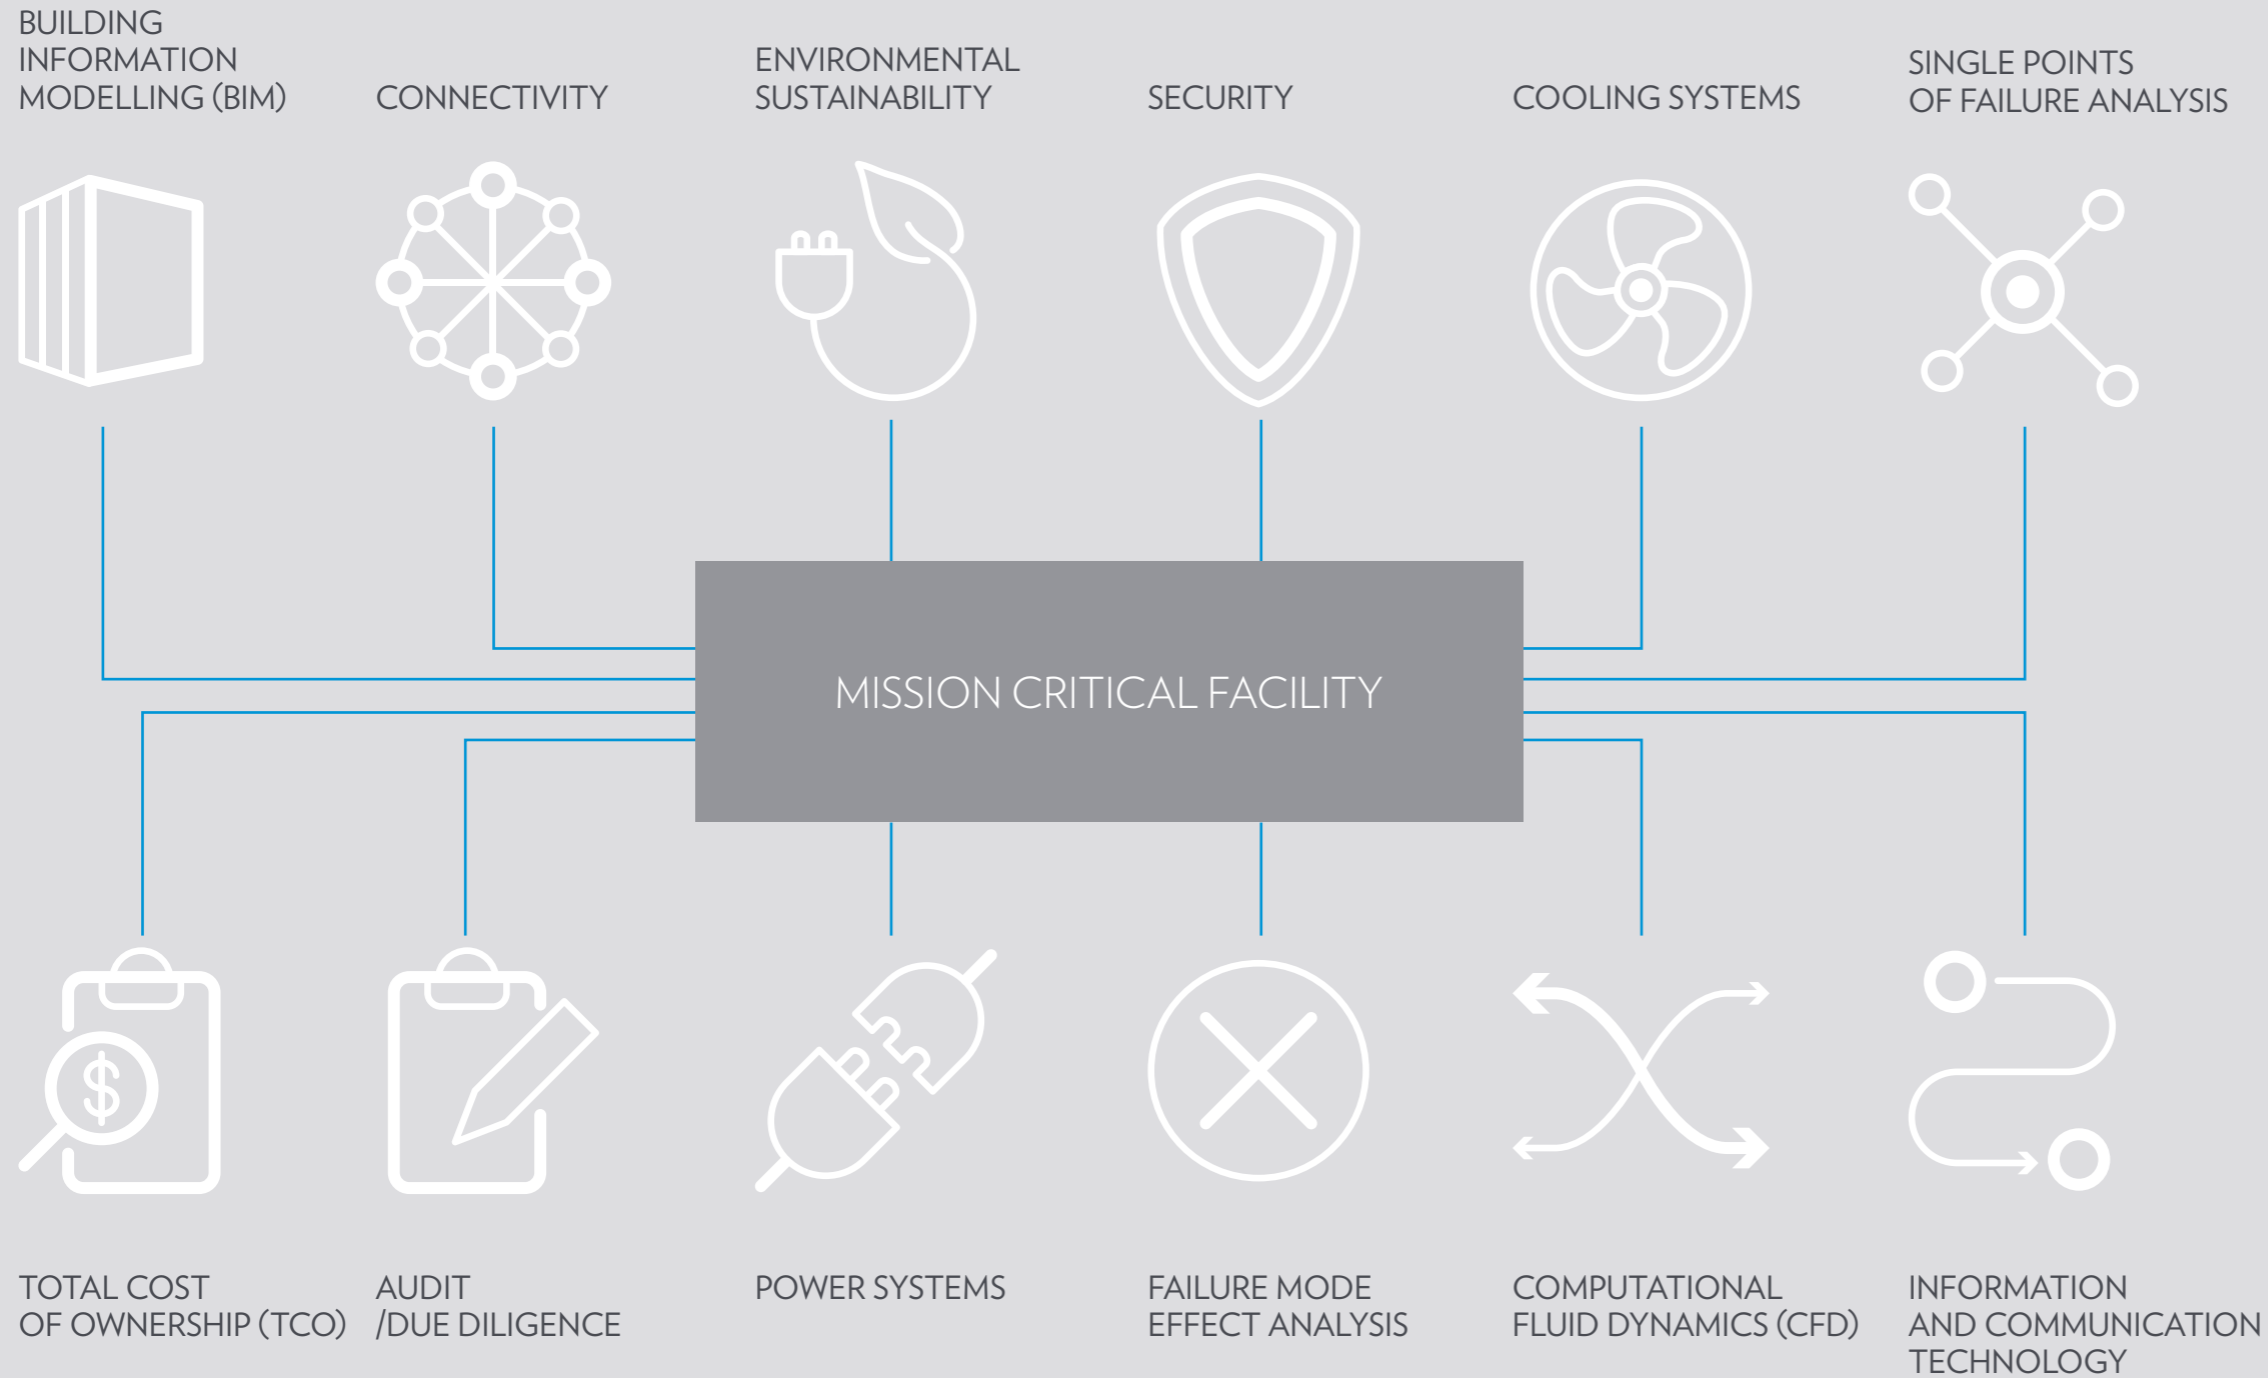 BUILDING
INFORMATION
MODELLING (BIM)
CONNECTIVITY
ENVIRONMENTAL
SUSTAINABILITY
SECURITY
COOLING SYSTEMS
SINGLE POINTS
OF FAILURE ANALYSIS
MISSION CRITICAL FACILITY
$
TOTAL COST
OF OWNERSHIP (TCO)
AUDIT
/DUE DILIGENCE
POWER SYSTEMS
FAILURE MODE
EFFECT ANALYSIS
COMPUTATIONAL
FLUID DYNAMICS (CFD)
INFORMATION
AND COMMUNICATION
TECHNOLOGY